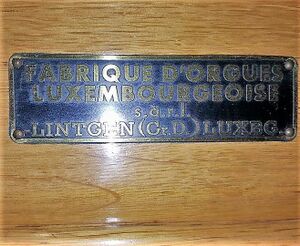 FABRIQUE D'ORGUES
LUXEMBOURGEOISE
s.à.r.l.
LINTGEN (Gr. D.) LUXBG.